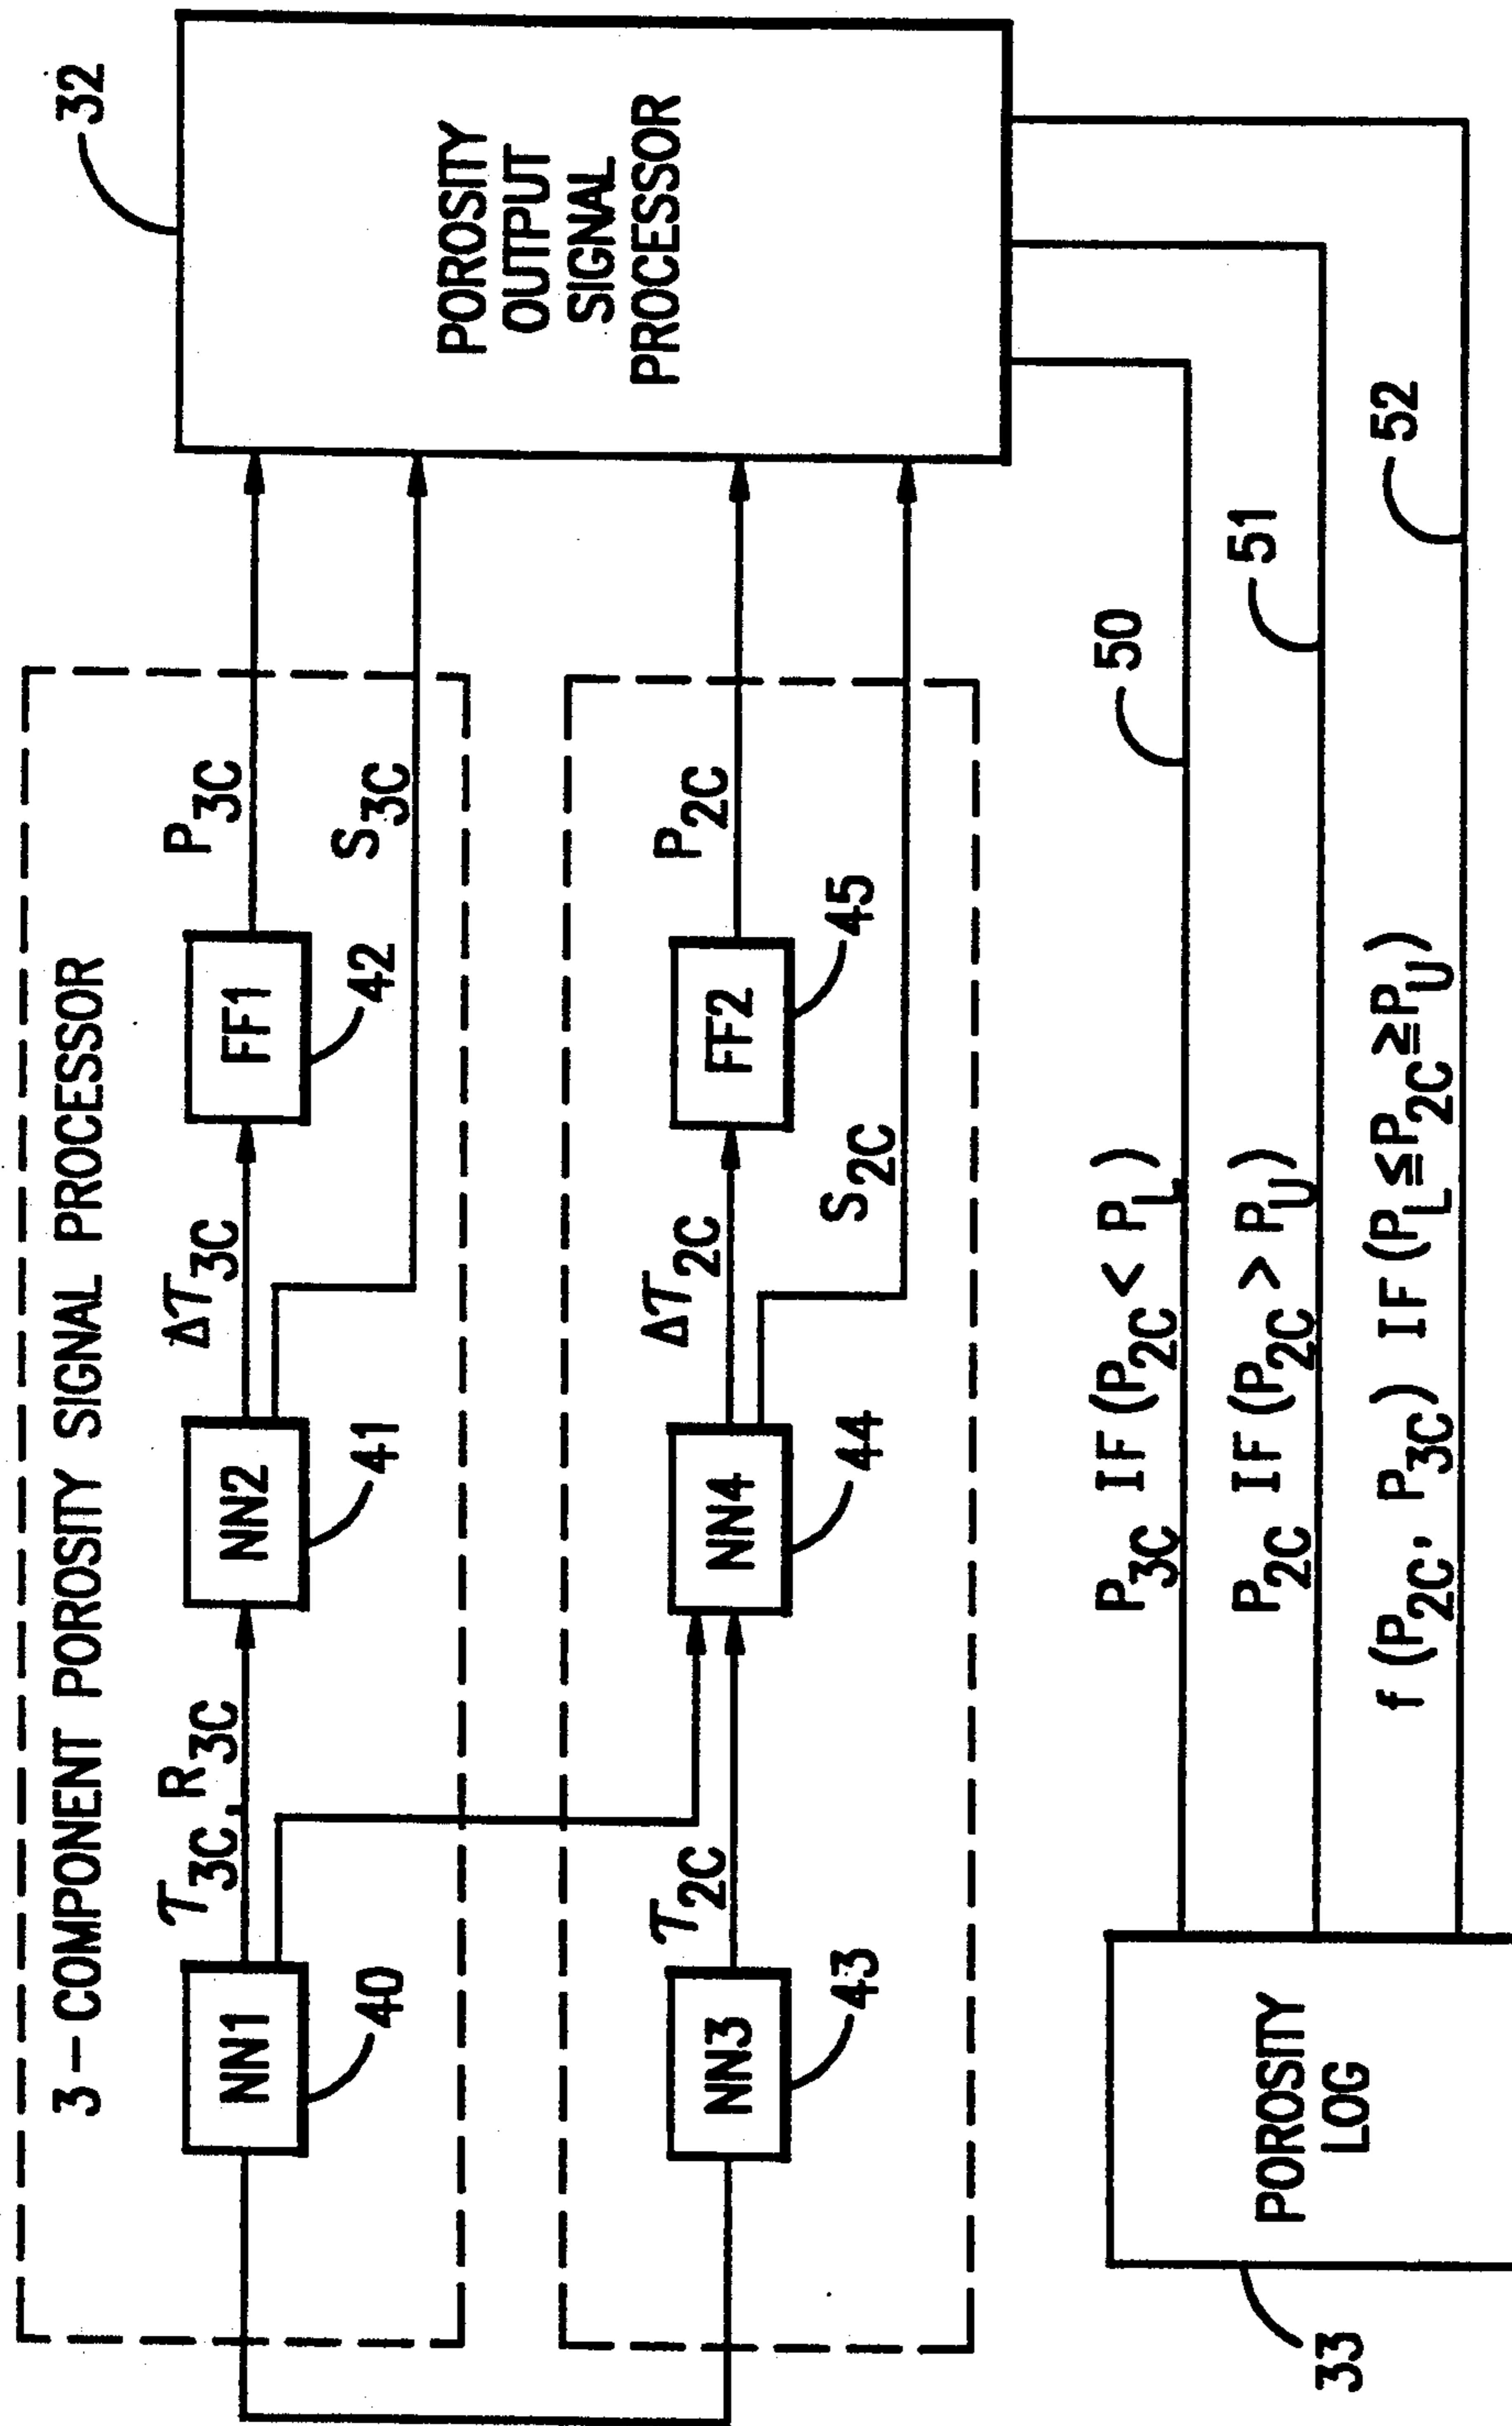 3-COMPONENT POROSITY SIGNAL PROCESSOR
NN1
40
τ3C, R3C
NN2
41
ΔT3C
FF1
42
P3C
S3C
NN3
43
τ2C
NN4
44
ΔT2C
S2C
FF2
45
P2C
POROSITY
OUTPUT
SIGNAL
PROCESSOR
32
P3C IF (P2C < PL)
50
P2C IF (P2C > PU)
51
f (P2C, P3C) IF (PL≦P2C≧PU)
52
POROSITY
LOG
33